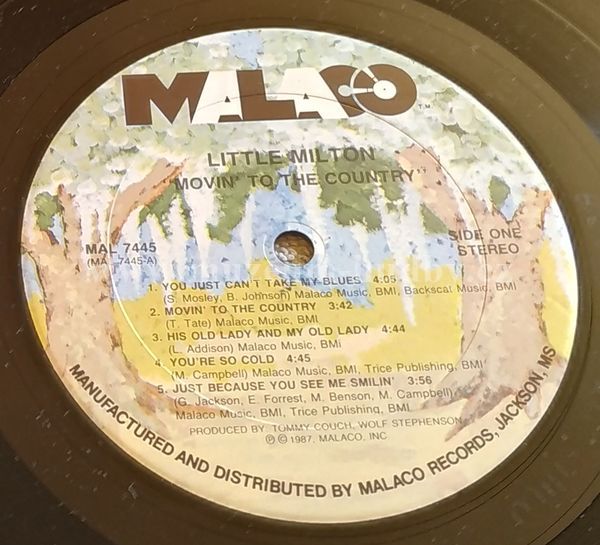 MALACO T.M.
LITTLE MILTON
"MOVIN' TO THE COUNTRY"
MAL 7445
(MA 7445-A)
SIDE ONE
STEREO
1. YOU JUST CAN'T TAKE MY BLUES 4:05
(S. Mosley, B. Johnson) Malaco Music, BMI, Backscat Music, BMI
2. MOVIN' TO THE COUNTRY 3:42
(T. Tate) Malaco Music, BMI
3. HIS OLD LADY AND MY OLD LADY 4:44
(L. Addison) Malaco Music, BMI
4. YOU'RE SO COLD 4:45
(M. Campbell) Malaco Music, BMI, Trice Publishing, BMI
5. JUST BECAUSE YOU SEE ME SMILIN' 3:56
(G. Jackson, E. Forrest, M. Benson, M. Campbell)
Malaco Music, BMI, Trice Publishing, BMI
PRODUCED BY: TOMMY COUCH, WOLF STEPHENSON
℗ © 1987, MALACO, INC
MANUFACTURED AND DISTRIBUTED BY MALACO RECORDS, JACKSON, MS